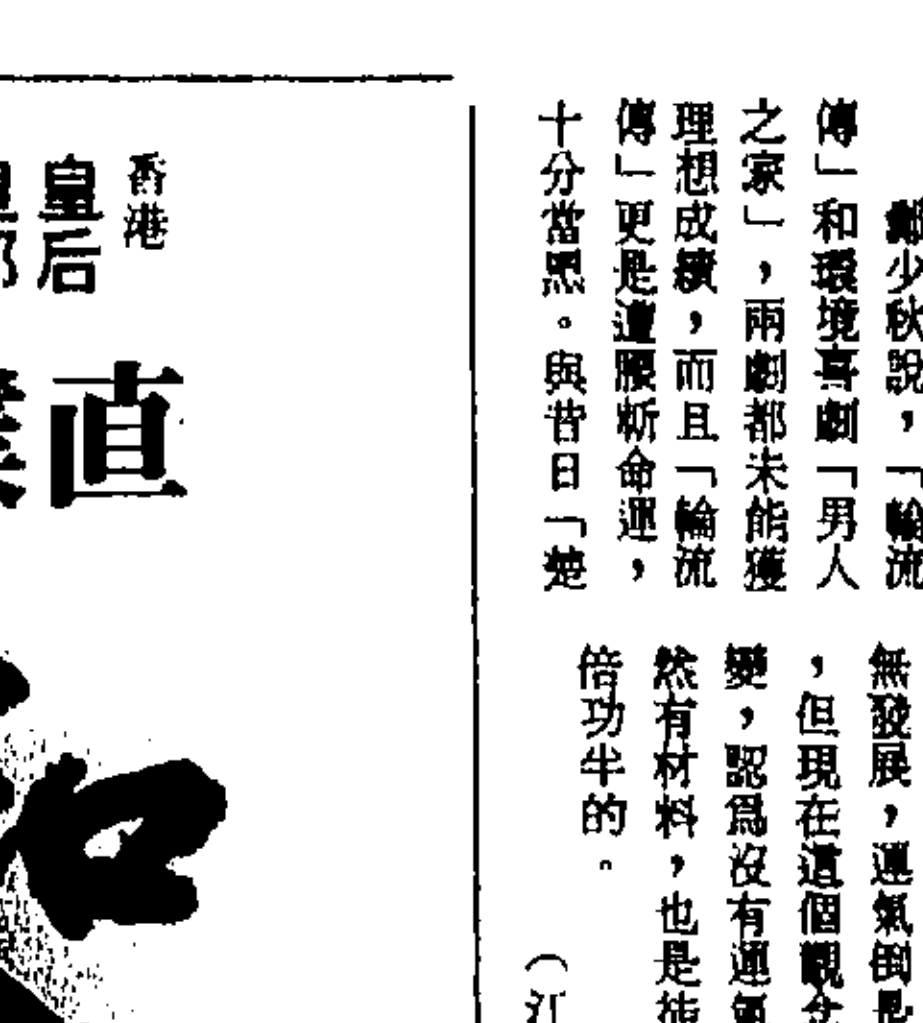 鄭少秋說，「輪流
傳」和環境喜劇「男人
之家」，兩劇都未能獲
理想成績，而且「輪流
傳」更是遭腰斬命運，
十分當黑。與昔日「楚
無發展，運氣倒是
，但現在這個觀念
變，認爲沒有運氣
然有材料，也是
倍功半的。
（江
香港
皇后
直